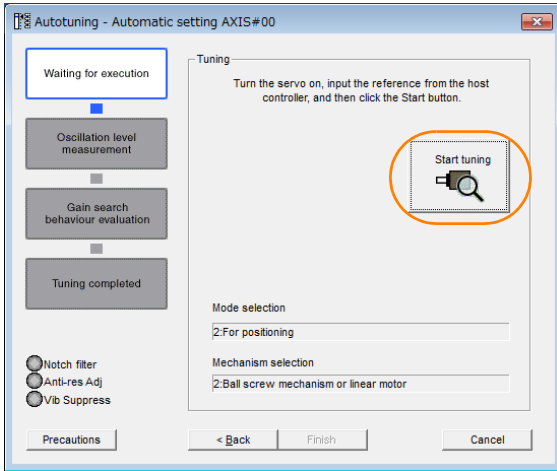 Autotuning - Automatic setting AXIS#00
Waiting for execution
Oscillation level
measurement
Gain search
behaviour evaluation
Tuning completed
Notch filter
Anti-res Adj
Vib Suppress
Tuning
Turn the servo on, input the reference from the host
controller, and then click the Start button.
Start tuning
Mode selection
2:For positioning
Mechanism selection
2:Ball screw mechanism or linear motor
Precautions
< Back
Finish
Cancel